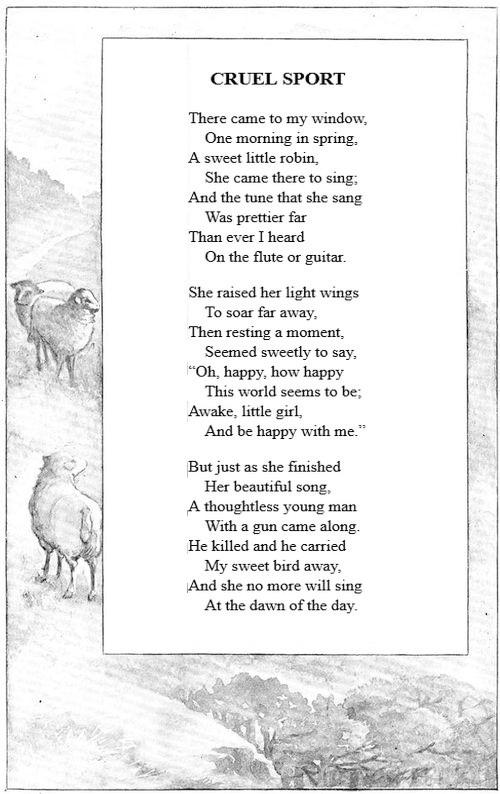 CRUEL SPORT
There came to my window,
One morning in spring,
A sweet little robin,
She came there to sing;
And the tune that she sang
Was prettier far
Than ever I heard
On the flute or guitar.
She raised her light wings
To soar far away,
Then resting a moment,
Seemed sweetly to say,
“Oh, happy, how happy
This world seems to be;
Awake, little girl,
And be happy with me.”
But just as she finished
Her beautiful song,
A thoughtless young man
With a gun came along.
He killed and he carried
My sweet bird away,
And she no more will sing
At the dawn of the day.